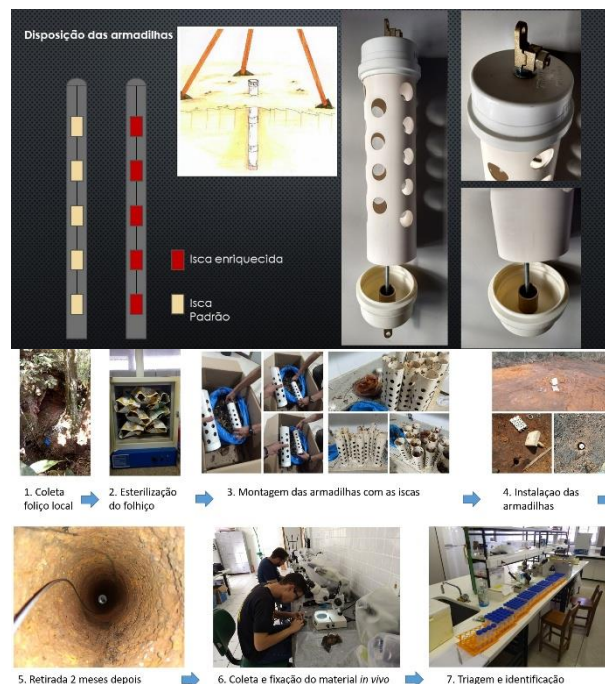 Disposição das armadilhas
Isca enriquecida
Isca
Padrão
1. Coleta
foliço local
2. Esterilização
do folhiço
3. Montagem das armadilhas com as iscas
4. Instalaçao das
armadilhas
5. Retirada 2 meses depois
6. Coleta e fixação do material in vivo
7. Triagem e identificação